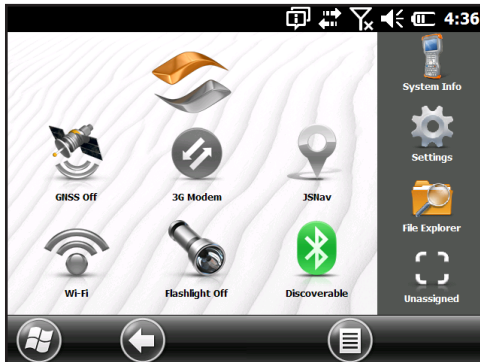 4:36
System Info
GNSS Off
3G Modem
JSNav
Settings
File Explorer
Wi-Fi
Flashlight Off
Discoverable
Unassigned